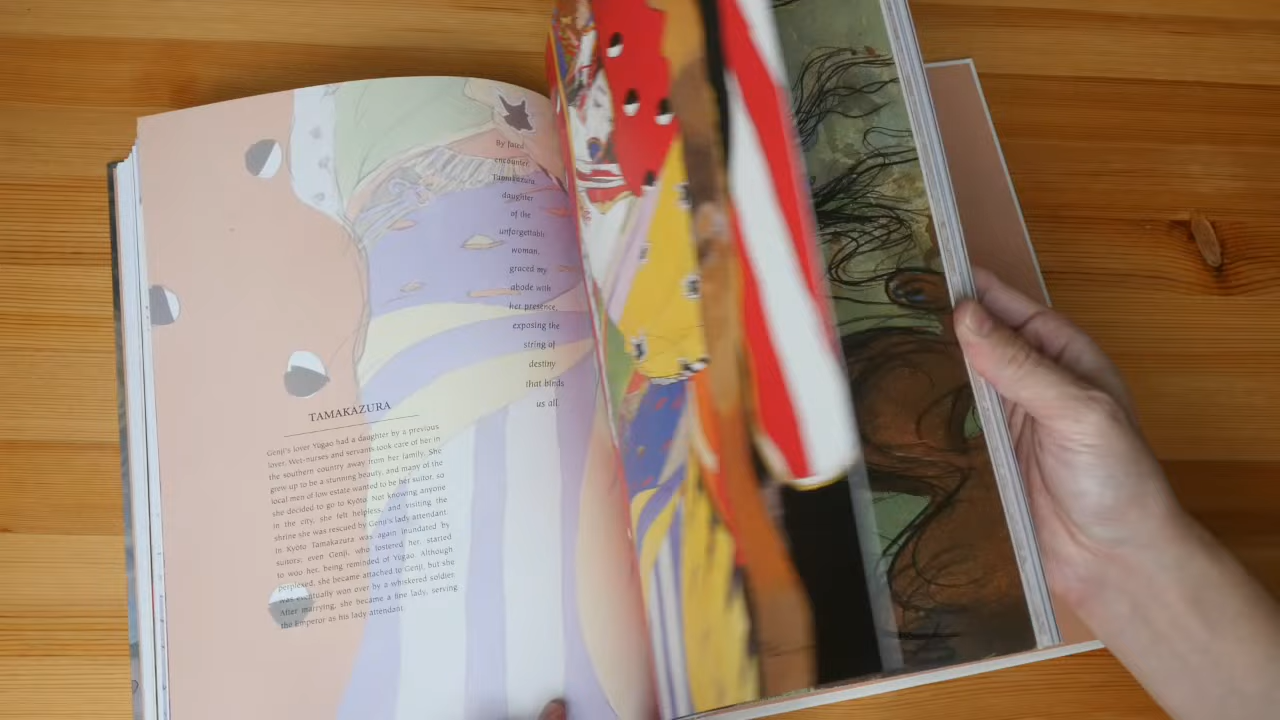 By fated
encounter,
Tamakazura,
daughter
of the
unforgettable
woman,
graced my
abode with
her presence,
exposing the
string of
destiny
that binds
us all.
TAMAKAZURA
Genji's lover Yūgao had a daughter by a previous
lover. Wet-nurses and servants took care of her in
the southern country away from her family. She
grew up to be a stunning beauty, and many of the
local men of low estate wanted to be her suitor, so
she decided to go to Kyōto. Not knowing anyone
in the city, she felt helpless, and visiting the
shrine she was rescued by Genji's lady attendant.
In Kyōto Tamakazura was again inundated by
suitors; even Genji, who fostered her, started
to woo her, being reminded of Yūgao. Although
perplexed, she became attached to Genji, but she
was eventually won over by a whiskered soldier.
After marrying, she became a fine lady, serving
the Emperor as his lady attendant.